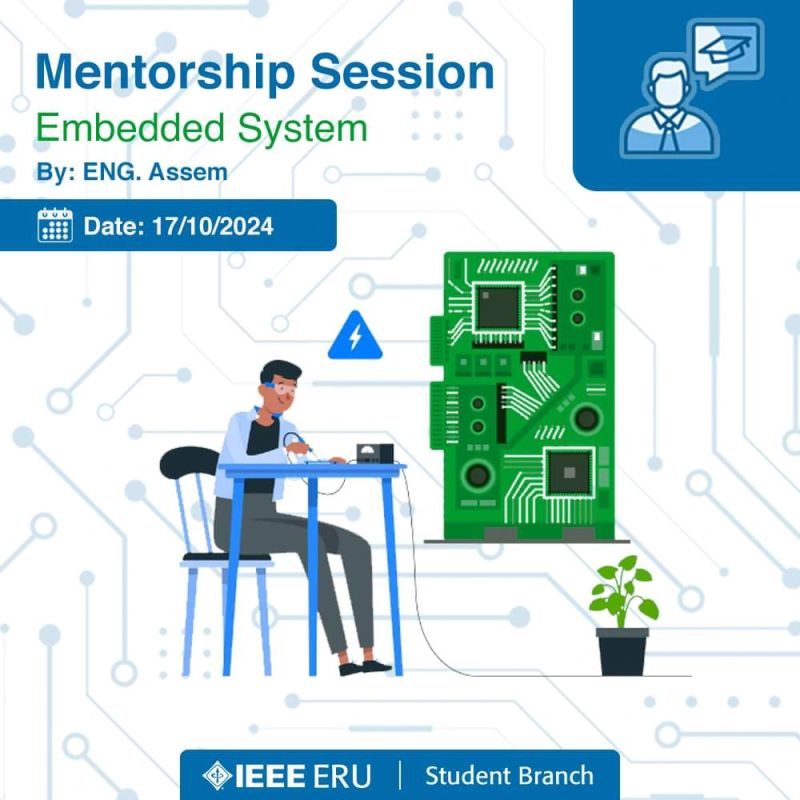 Mentorship Session
Embedded System
By: ENG. Assem
Date: 17/10/2024
IEEE ERU | Student Branch